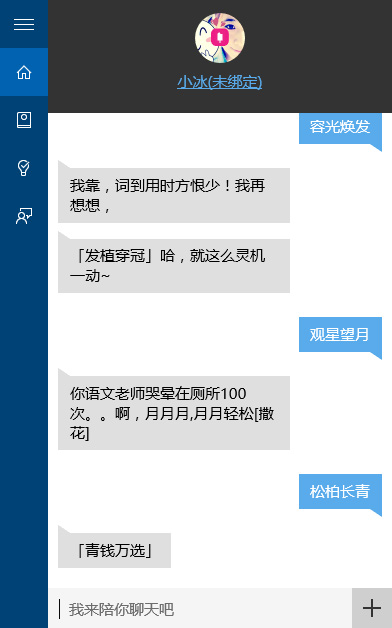 小冰(未绑定)
容光焕发
我靠，词到用时方恨少！我再
想想，
「发植穿冠」哈，就这么灵机
一动~
观星望月
你语文老师哭晕在厕所100
次。。啊，月月月,月月轻松[撒
花]
松柏长青
「青钱万选」
我来陪你聊天吧